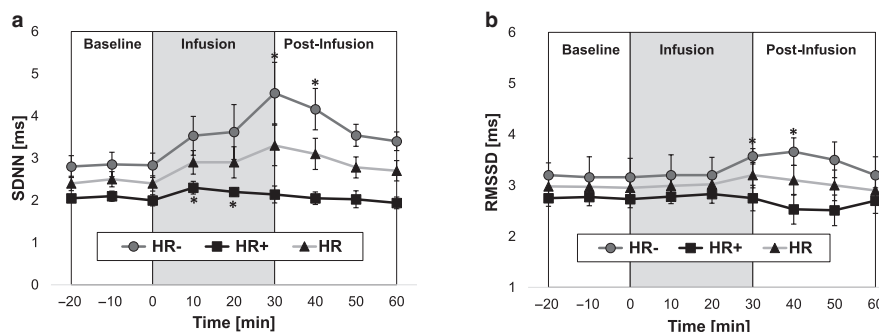 a
6
5
4
3
2
1
0
SDNN [ms]
Baseline
Infusion
Post-Infusion
*
*
*
*
HR-
HR+
HR
–20 –10 0 10 20 30 40 50 60
Time [min]
b
6
5
4
3
2
1
RMSSD [ms]
Baseline
Infusion
Post-Infusion
*
*
HR-
HR+
HR
–20 –10 0 10 20 30 40 50 60
Time [min]